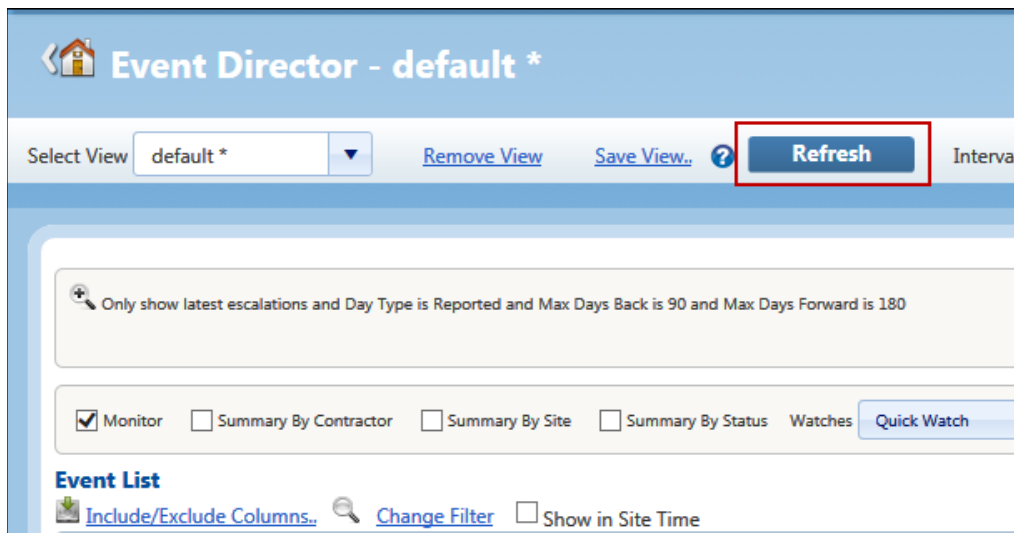 Event Director - default *
Select View default * Remove View Save View.. ? Refresh Interva
Only show latest escalations and Day Type is Reported and Max Days Back is 90 and Max Days Forward is 180
Monitor Summary By Contractor Summary By Site Summary By Status Watches Quick Watch
Event List
Include/Exclude Columns.. Change Filter Show in Site Time